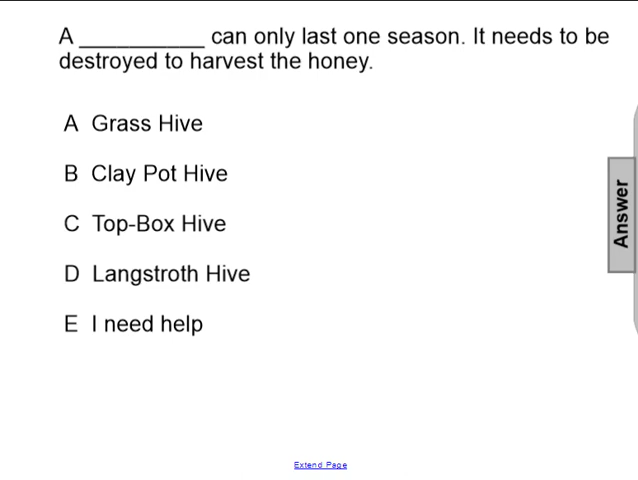 A __________ can only last one season. It needs to be
destroyed to harvest the honey.
A Grass Hive
B Clay Pot Hive
C Top-Box Hive
D Langstroth Hive
E I need help
Answer
Extend Page